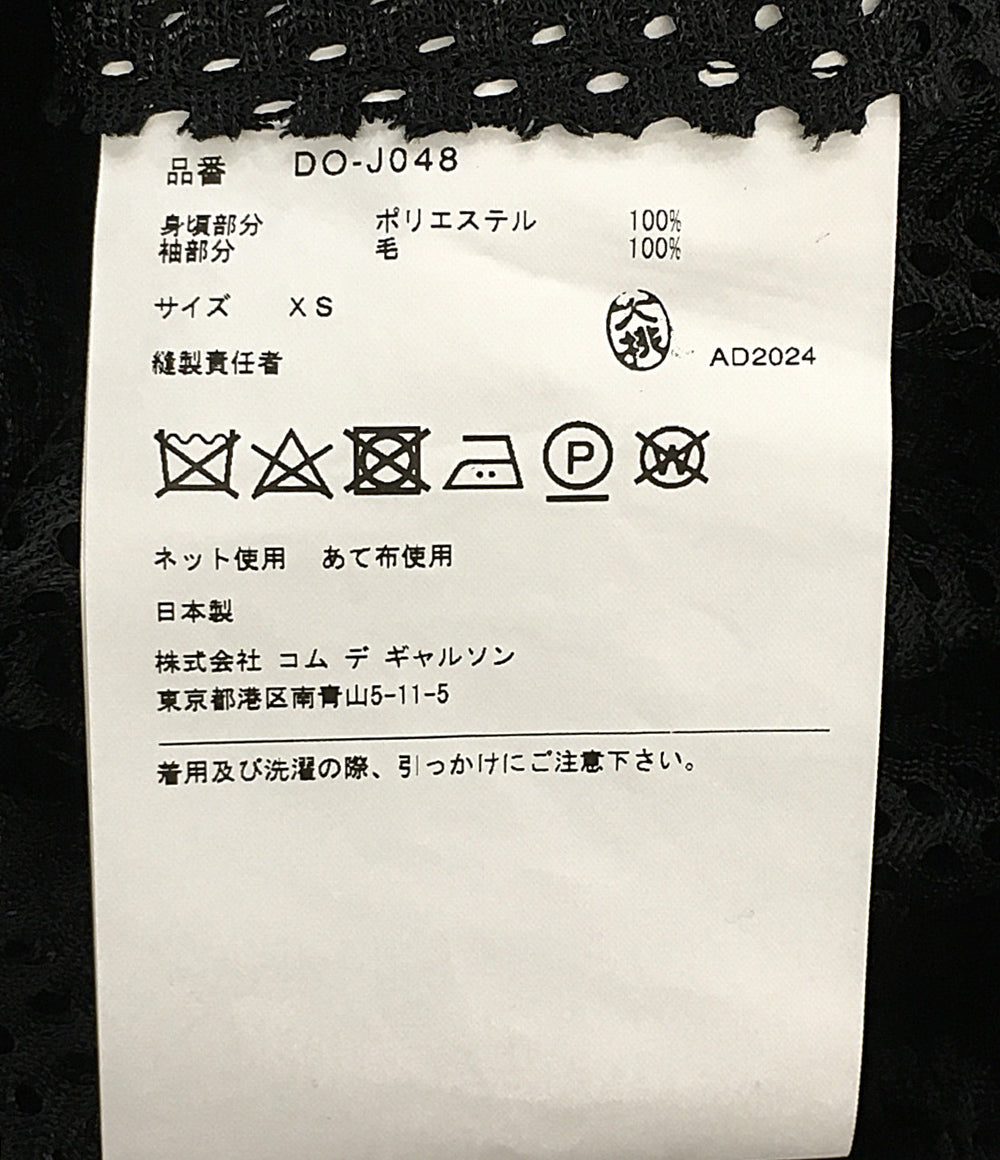 品番 DO-J048
身頃部分 ポリエステル 100%
袖部分 毛 100%
サイズ XS
大桃
縫製責任者 AD2024
P W
ネット使用 あて布使用
日本製
株式会社 コム デ ギャルソン
東京都港区南青山5-11-5
着用及び洗濯の際、引っかけにご注意下さい。